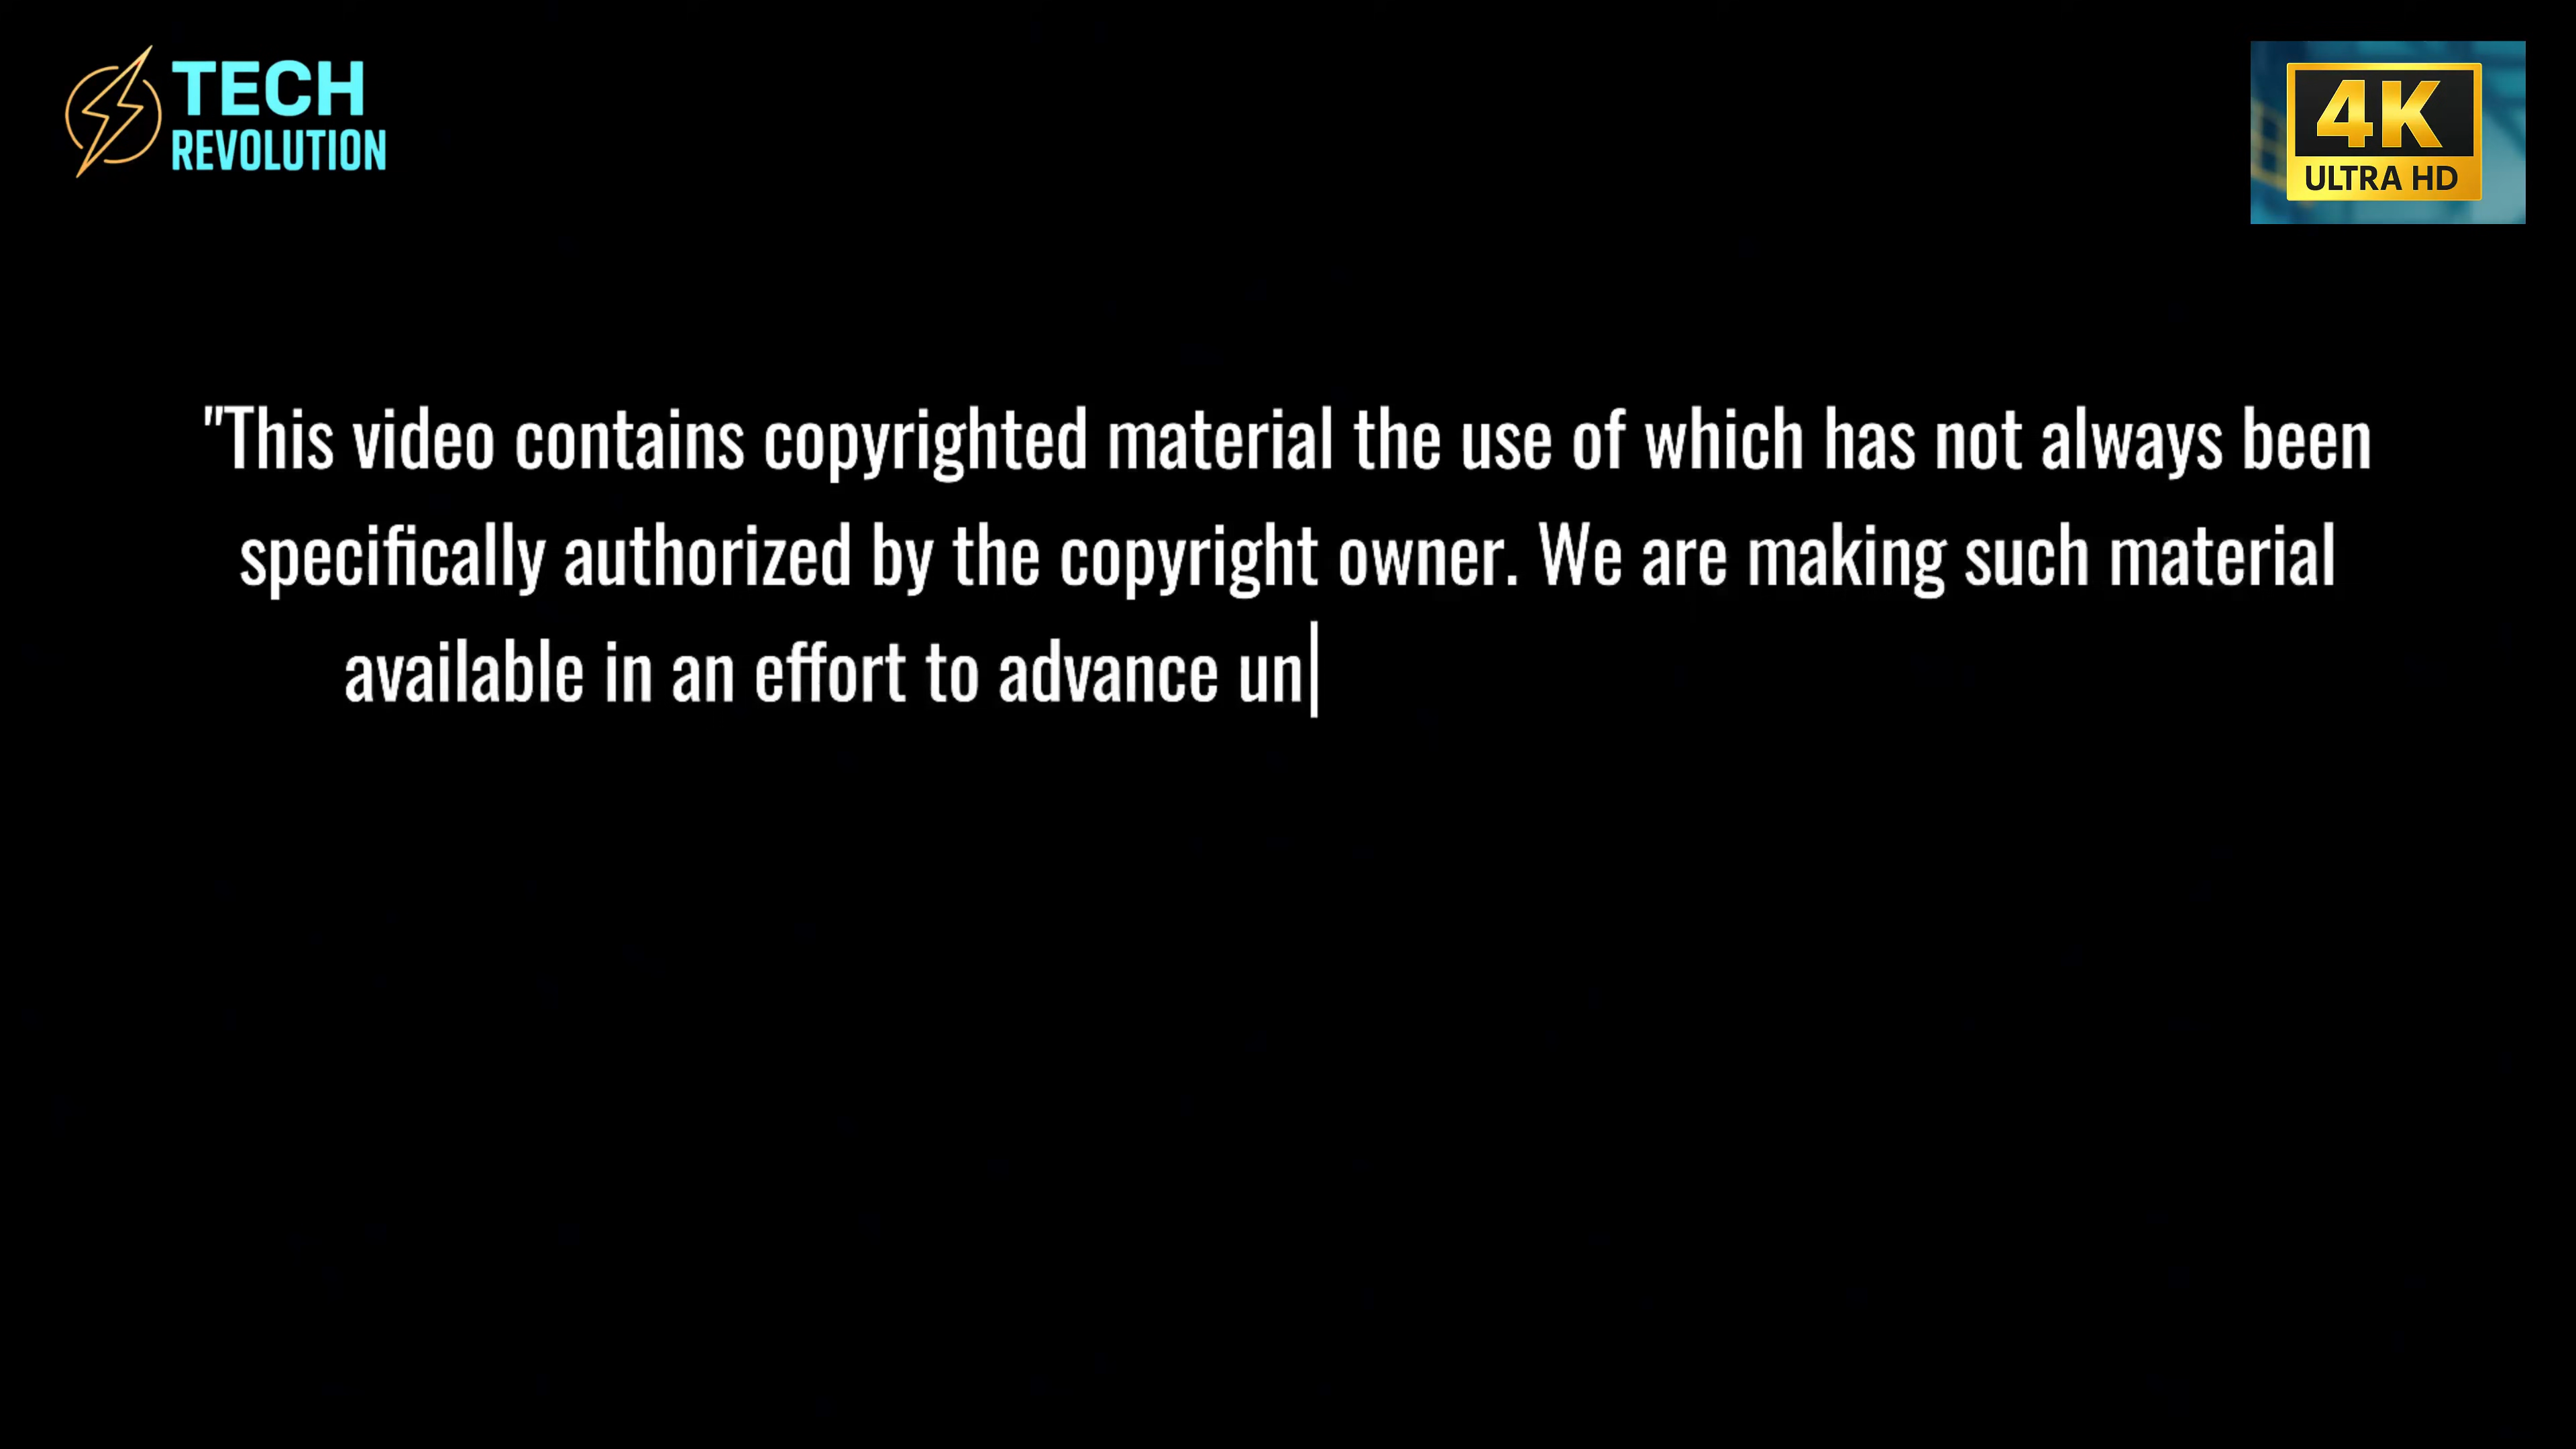 TECH
REVOLUTION
4K
ULTRA HD
"This video contains copyrighted material the use of which has not always been
specifically authorized by the copyright owner. We are making such material
available in an effort to advance un